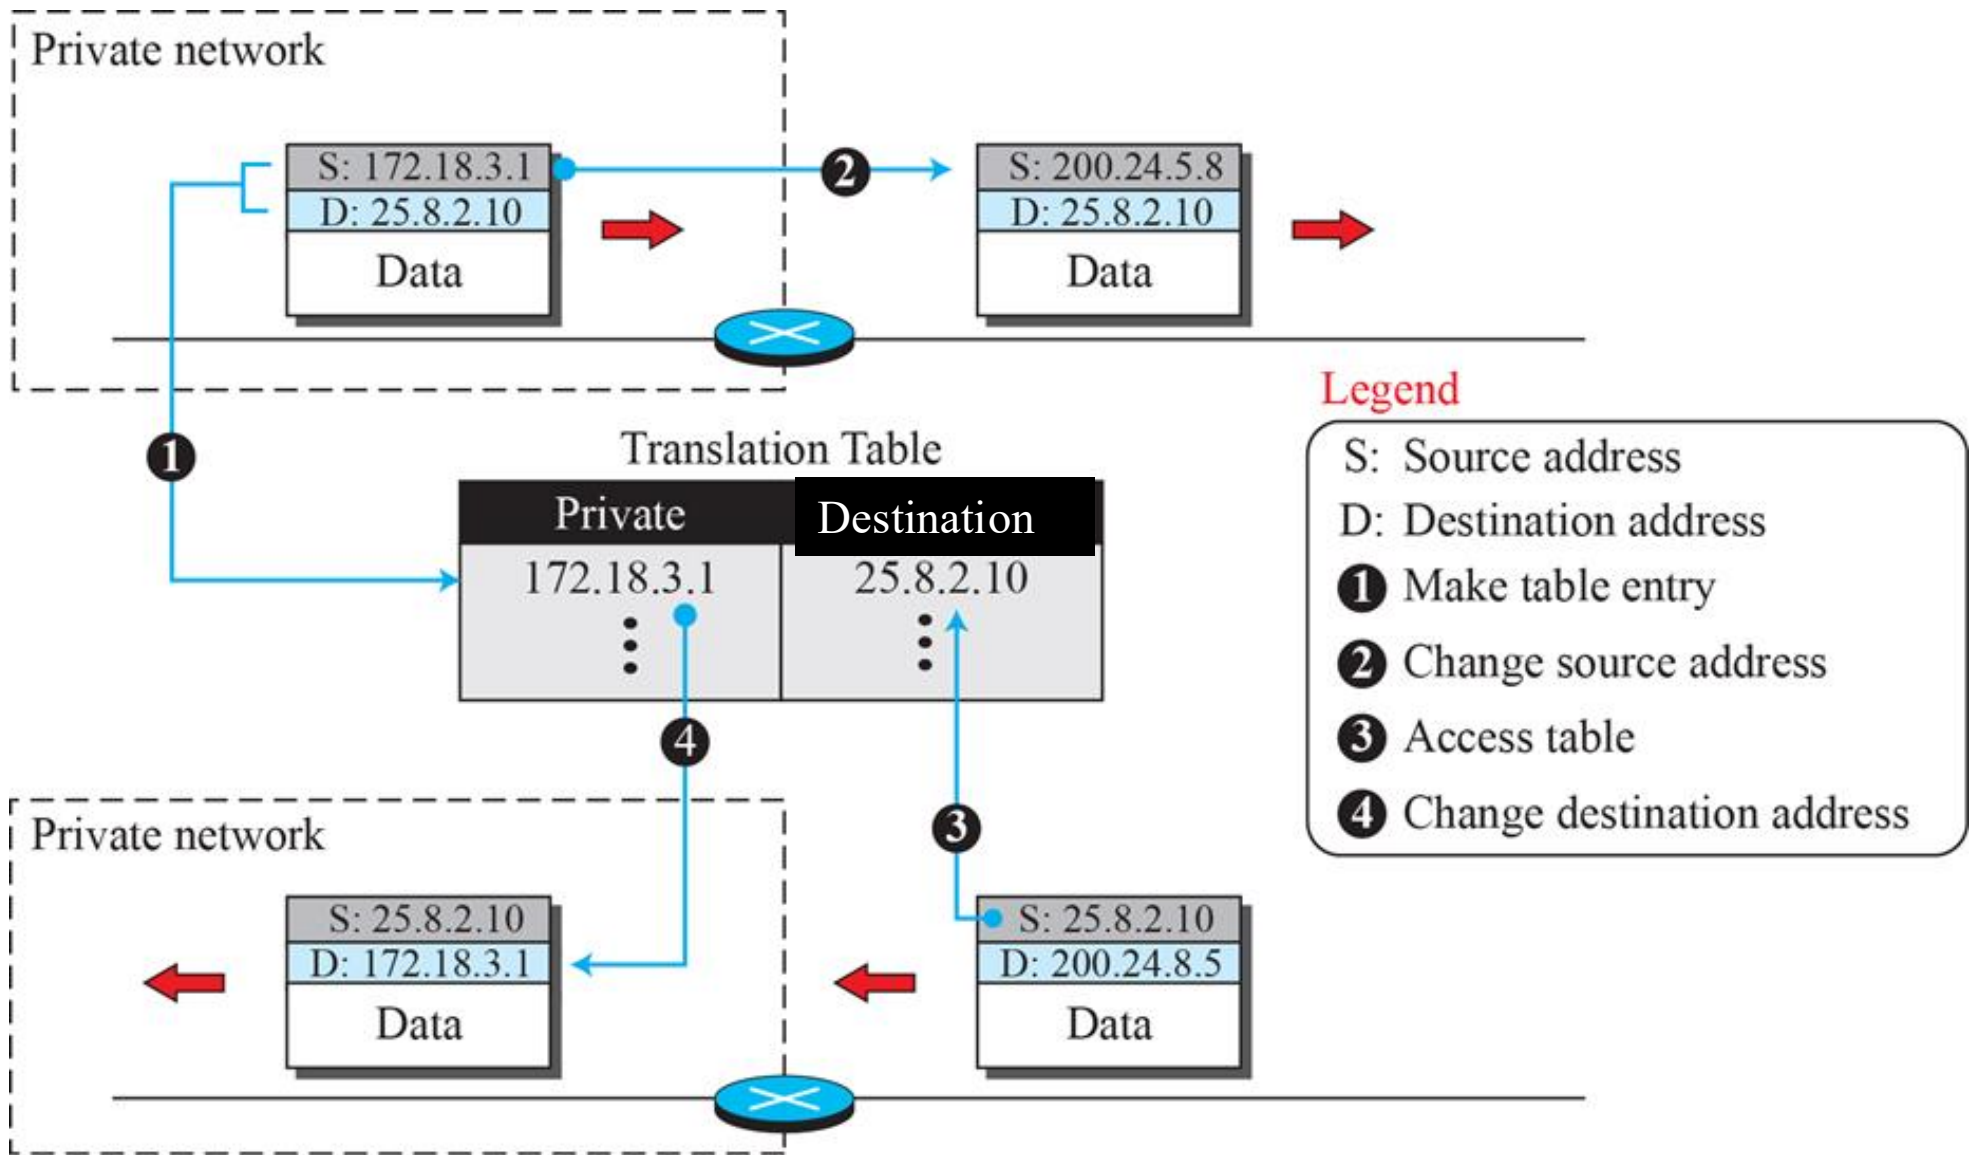 Private network
S: 172.18.3.1
D: 25.8.2.10
Data
2
S: 200.24.5.8
D: 25.8.2.10
Data
1
Translation Table
Private Destination
172.18.3.1 25.8.2.10
4
3
Legend
S: Source address
D: Destination address
1 Make table entry
2 Change source address
3 Access table
4 Change destination address
Private network
S: 25.8.2.10
D: 172.18.3.1
Data
S: 25.8.2.10
D: 200.24.8.5
Data